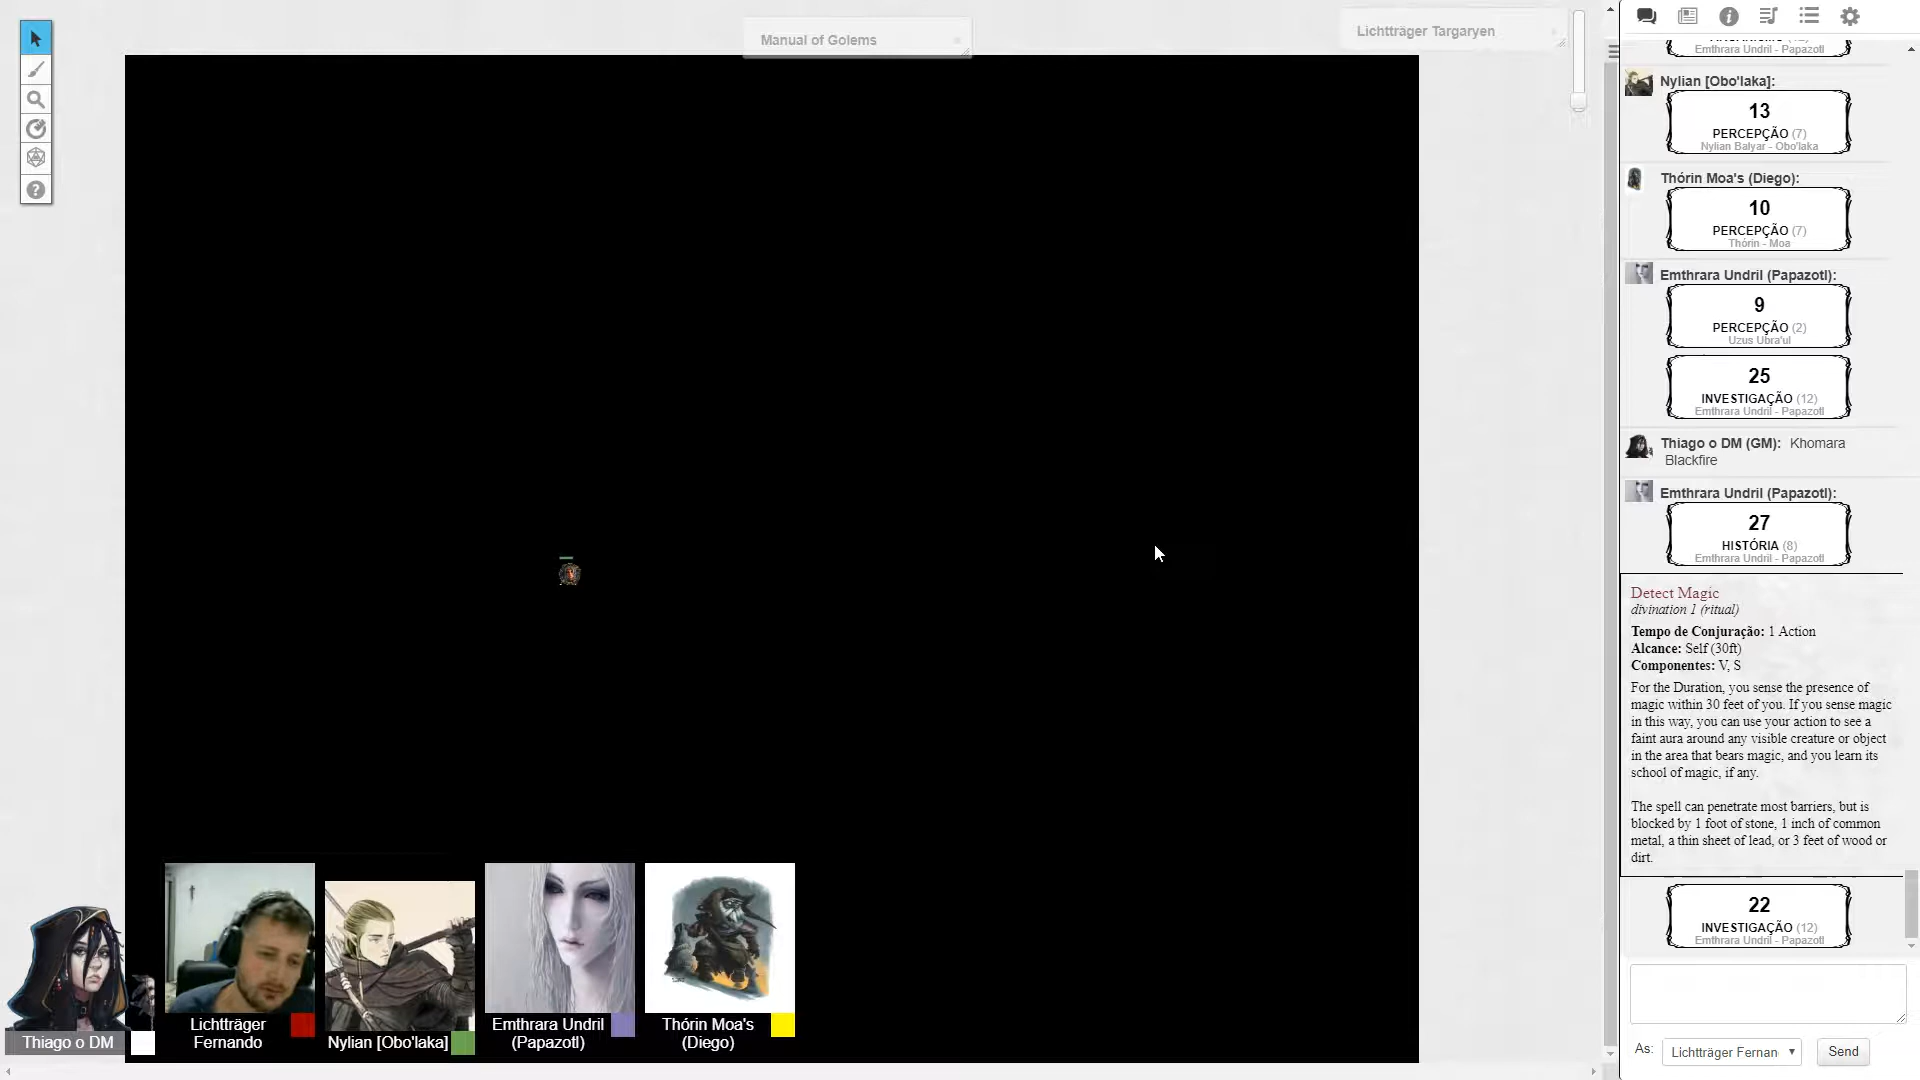 Manual of Golems
Lichtträger Targaryen
Emthrara Undril - Papazotl
Nylian [Obo'laka]:
13
PERCEPÇÃO (7)
Nylian Balyar - Obo'laka
Thórin Moa's (Diego):
10
PERCEPÇÃO (7)
Thórin - Moa
Emthrara Undril (Papazotl):
9
PERCEPÇÃO (2)
Uzus Ubra'ul
25
INVESTIGAÇÃO (12)
Emthrara Undril - Papazotl
Thiago o DM (GM): Khomara
Blackfire
Emthrara Undril (Papazotl):
27
HISTÓRIA (8)
Emthrara Undril - Papazotl
Detect Magic
divination 1 (ritual)
Tempo de Conjuração: 1 Action
Alcance: Self (30ft)
Componentes: V, S
For the Duration, you sense the presence of
magic within 30 feet of you. If you sense magic
in this way, you can use your action to see a
faint aura around any visible creature or object
in the area that bears magic, and you learn its
school of magic, if any.
The spell can penetrate most barriers, but is
blocked by 1 foot of stone, 1 inch of common
metal, a thin sheet of lead, or 3 feet of wood or
dirt.
22
INVESTIGAÇÃO (12)
Emthrara Undril - Papazotl
As: Lichtträger Fernan Send
Thiago o DM
Lichtträger
Fernando
Nylian [Obo'laka]
Emthrara Undril
(Papazotl)
Thórin Moa's
(Diego)